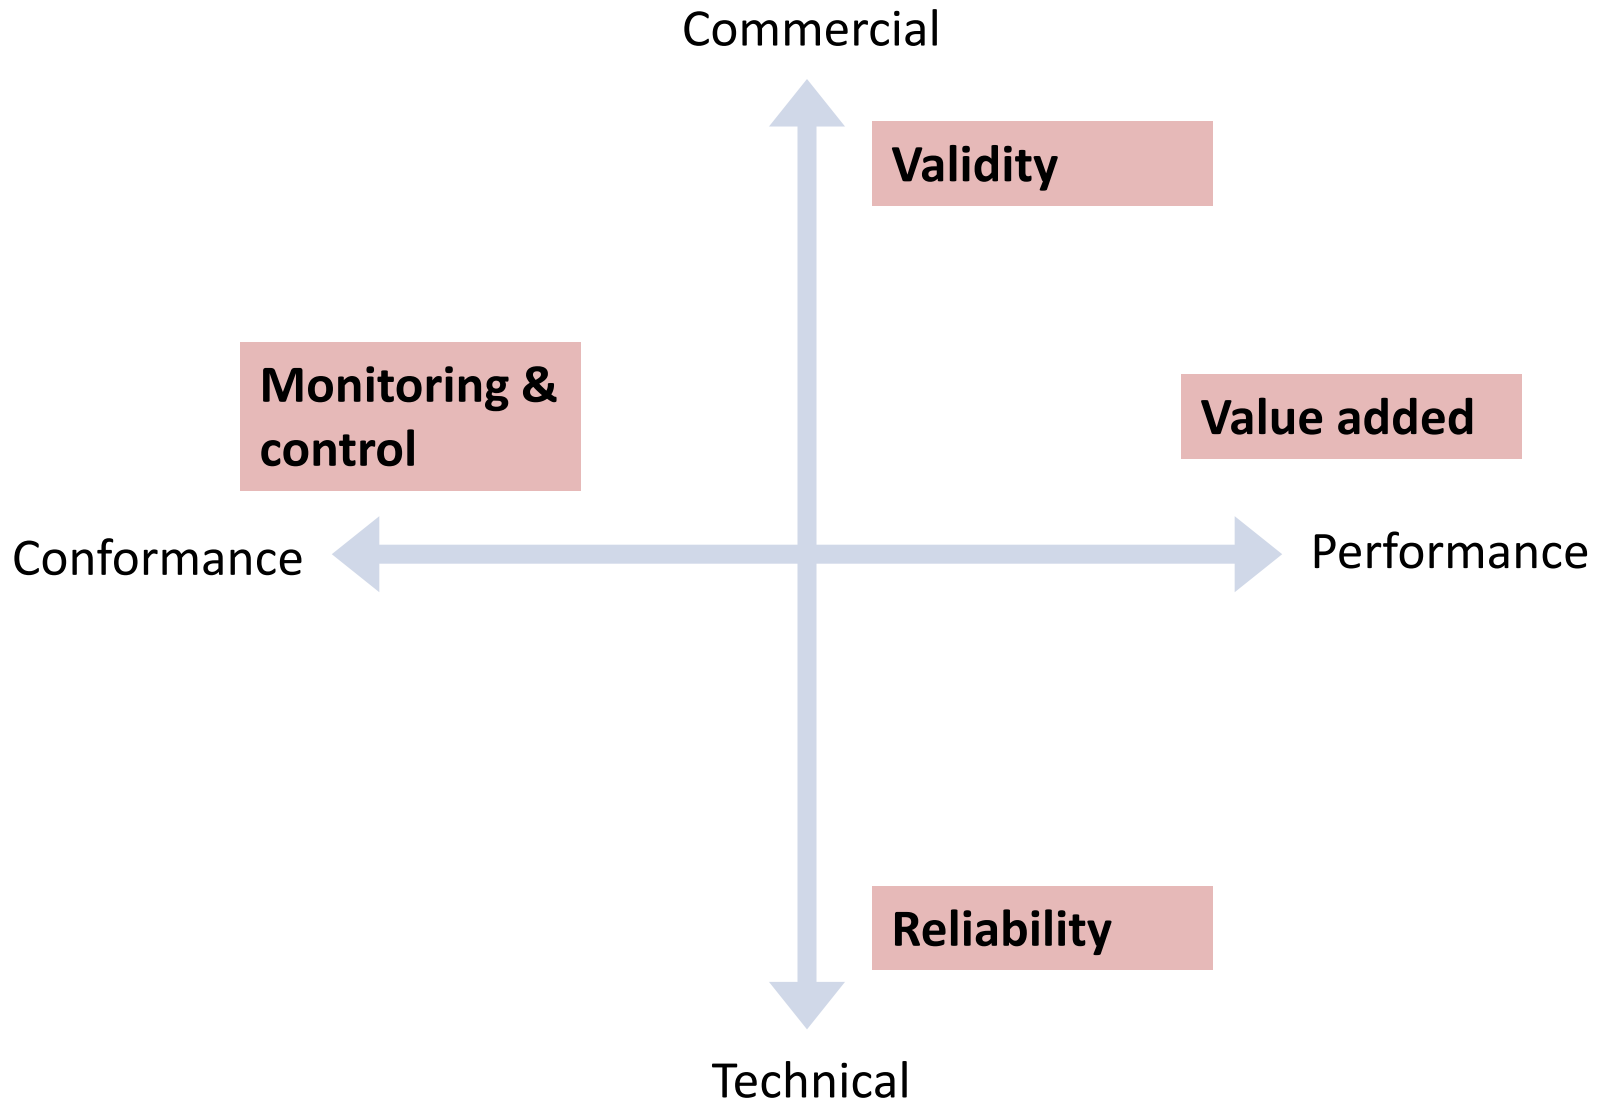 Commercial
Validity
Monitoring &
control
Value added
Conformance
Performance
Reliability
Technical